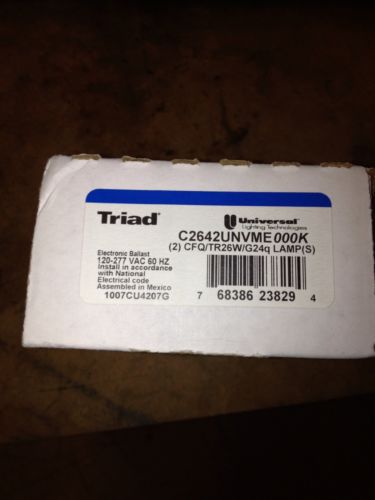 Triad®
Universal®
Lighting Technologies
C2642UNVME000K
(2) CFQ/TR26W/G24q LAMP(S)
Electronic Ballast
120-277 VAC 60 HZ
Install in accordance
with National
Electrical code
Assembled in Mexico
1007CU4207G
7 68386 23829 4